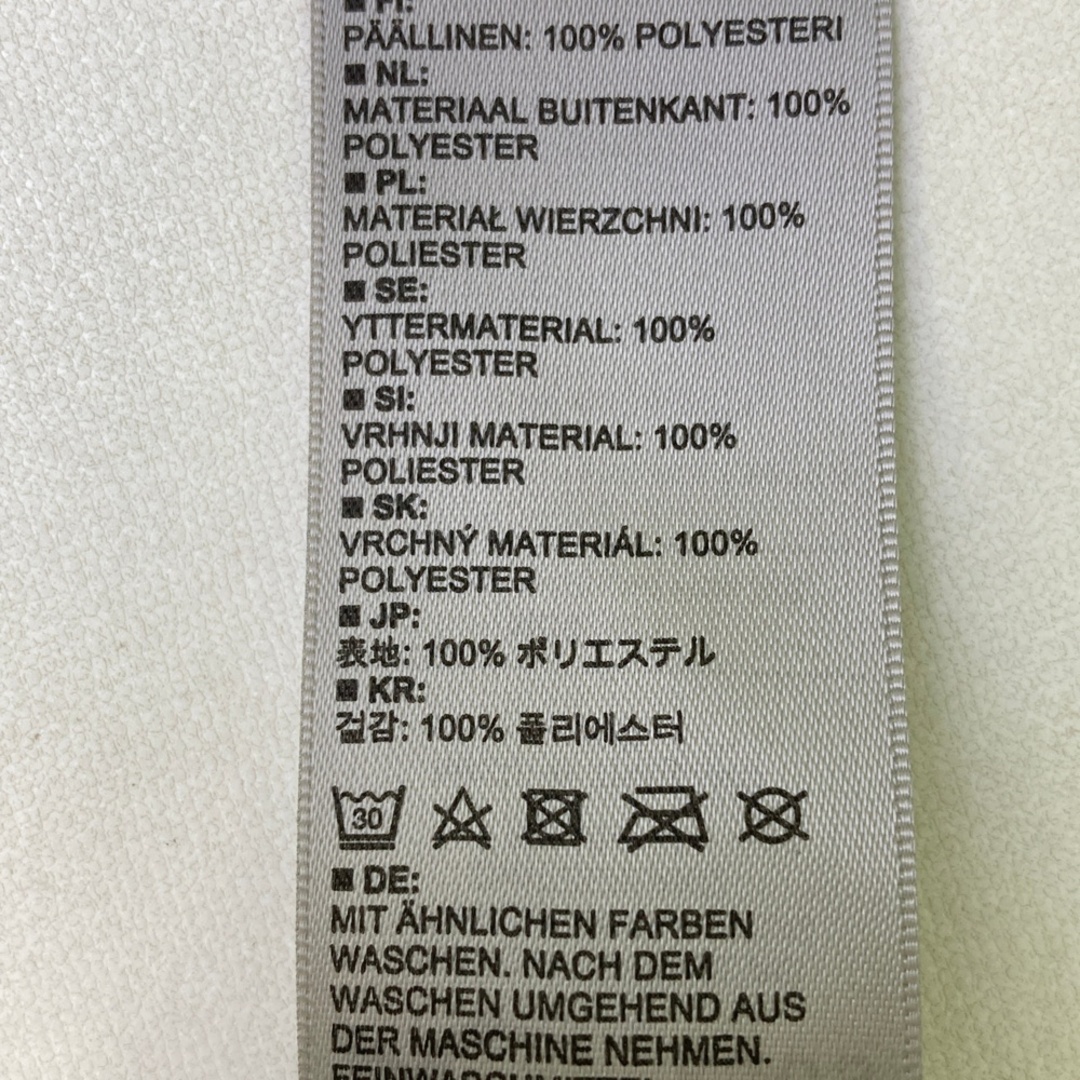 ■ FI:
PÄÄLLINEN: 100% POLYESTERI
■ NL:
MATERIAAL BUITENKANT: 100%
POLYESTER
■ PL:
MATERIAŁ WIERZCHNI: 100%
POLIESTER
■ SE:
YTTERMATERIAL: 100%
POLYESTER
■ SI:
VRHNJI MATERIAL: 100%
POLIESTER
■ SK:
VRCHNÝ MATERIÁL: 100%
POLYESTER
■ JP:
表地: 100% ポリエステル
■ KR:
겉감: 100% 폴리에스터
30
■ DE:
MIT ÄHNLICHEN FARBEN
WASCHEN. NACH DEM
WASCHEN UMGEHEND AUS
DER MASCHINE NEHMEN.